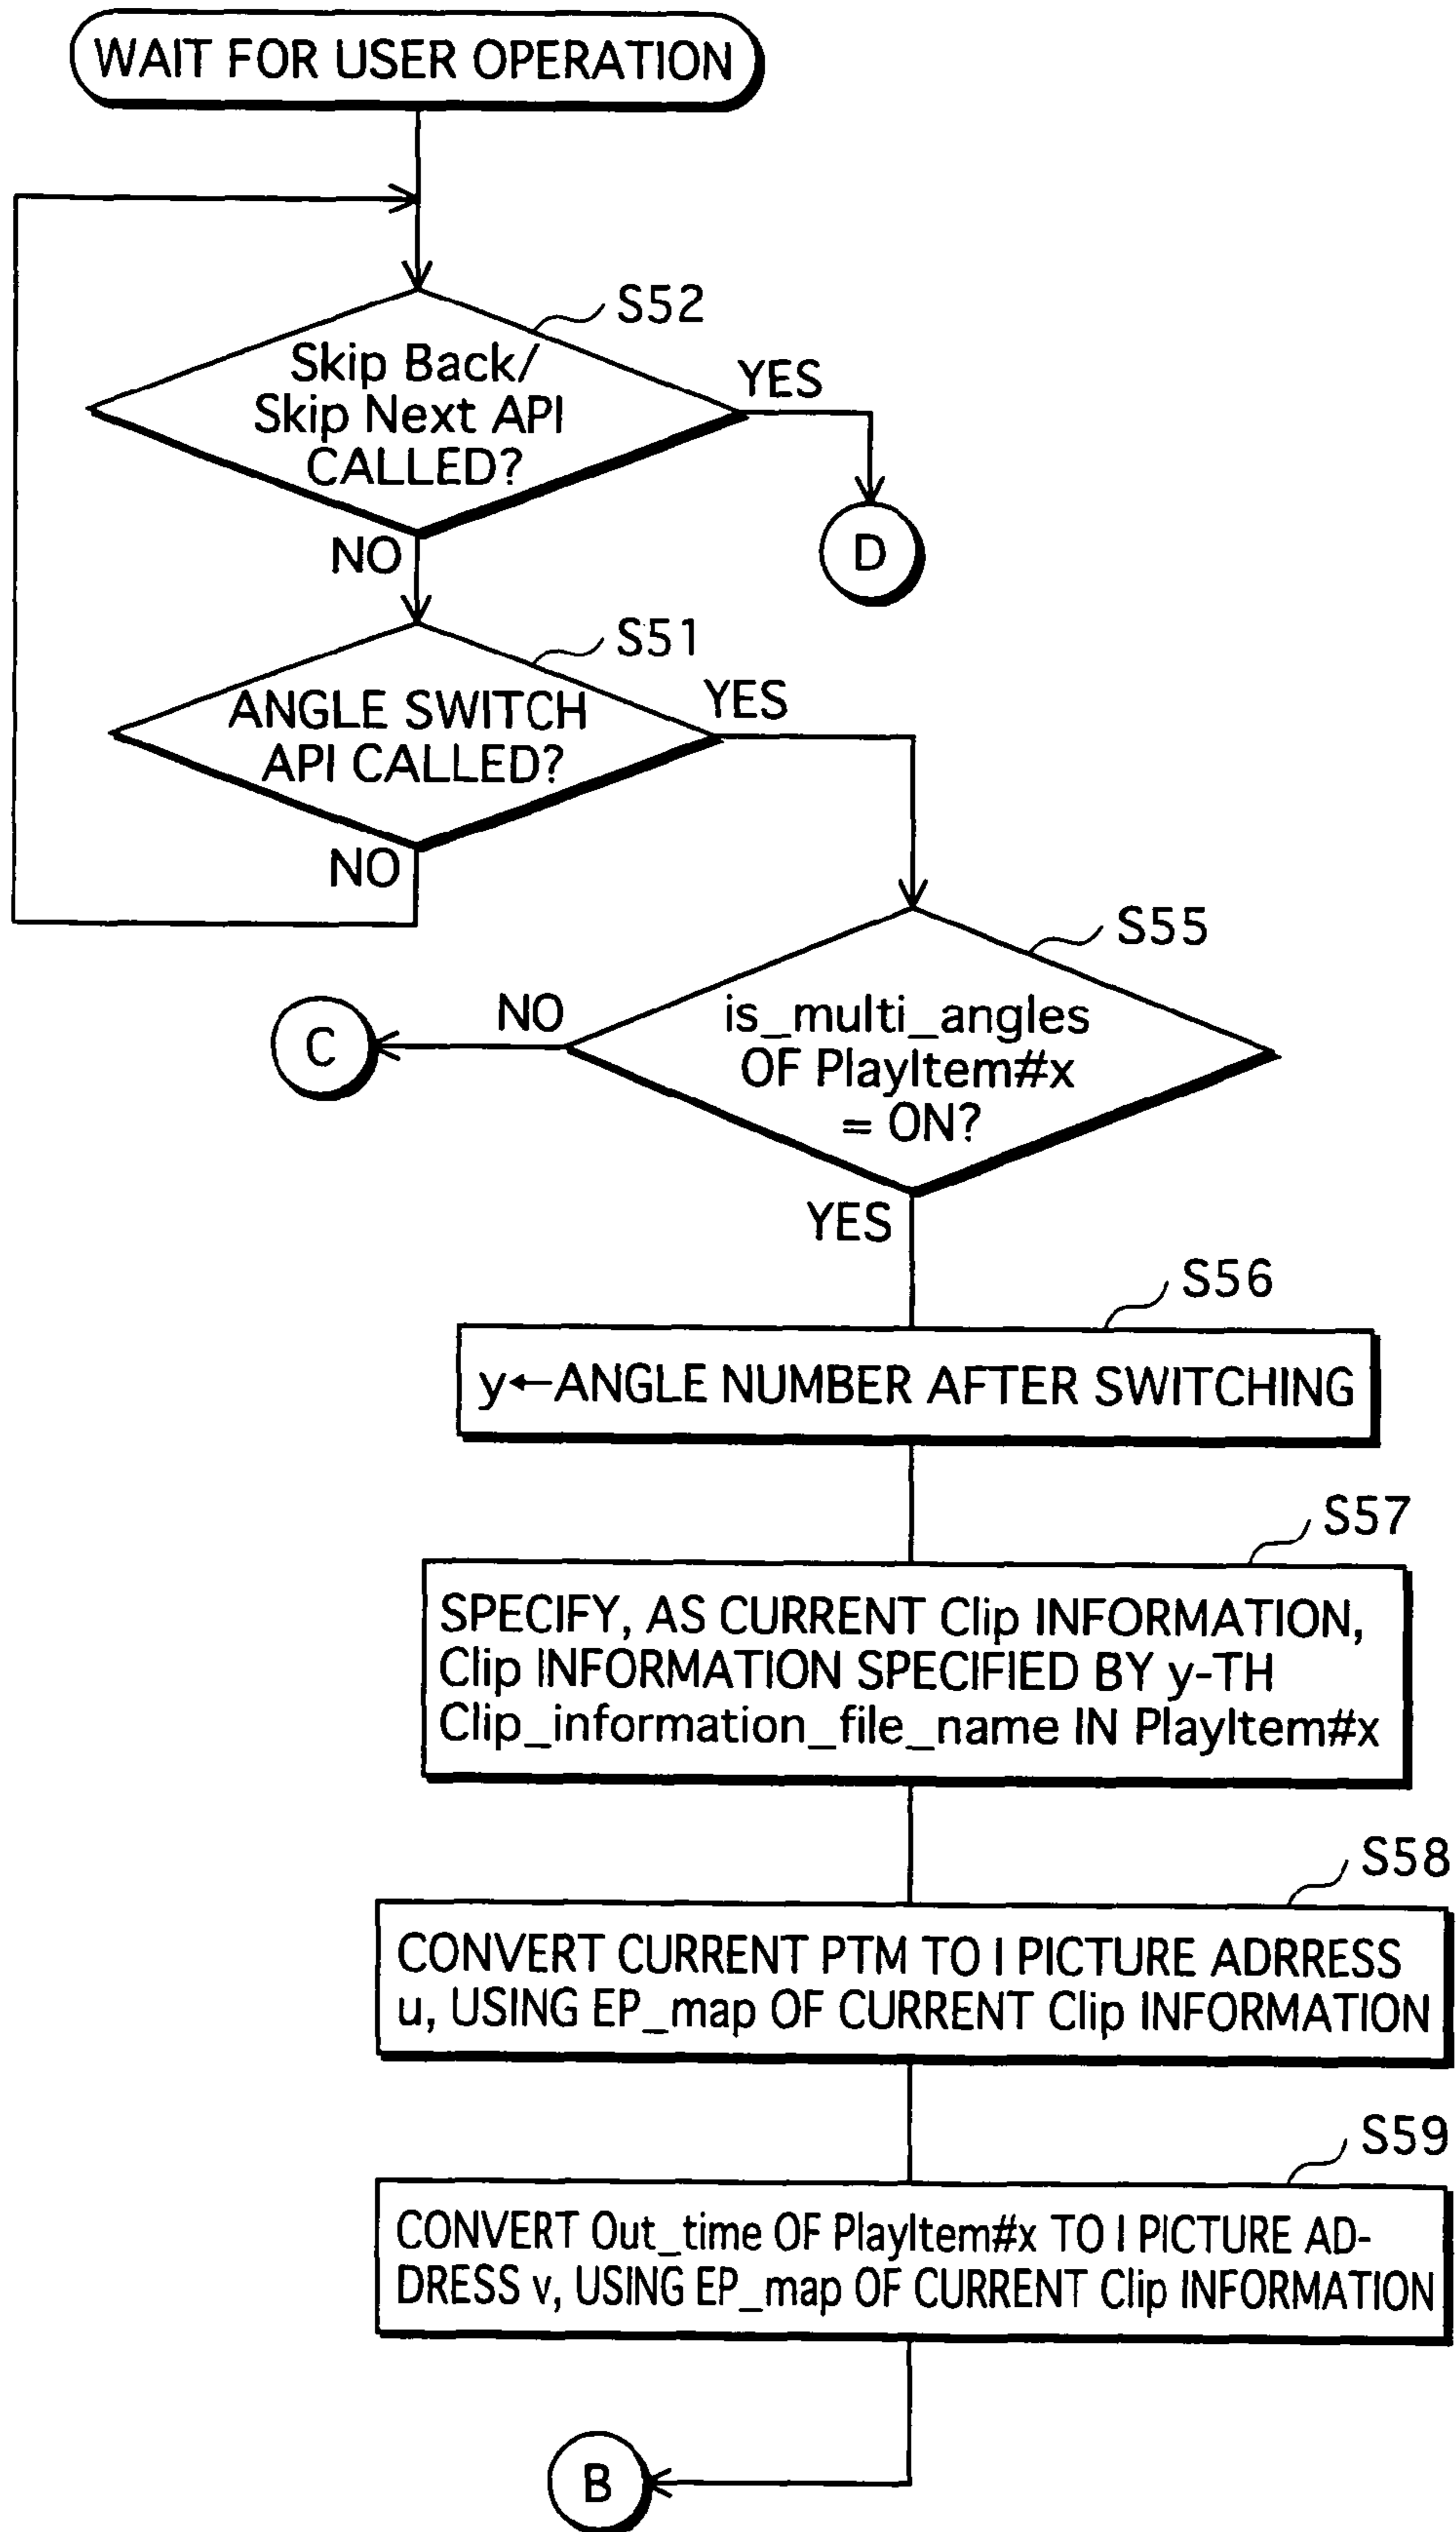 WAIT FOR USER OPERATION
S52
Skip Back/
Skip Next API
CALLED?
YES
NO
D
S51
ANGLE SWITCH
API CALLED?
YES
NO
S55
is_multi_angles
OF PlayItem#x
= ON?
NO
C
YES
S56
y←ANGLE NUMBER AFTER SWITCHING
S57
SPECIFY, AS CURRENT Clip INFORMATION,
Clip INFORMATION SPECIFIED BY y-TH
Clip_information_file_name IN PlayItem#x
S58
CONVERT CURRENT PTM TO I PICTURE ADRRESS
u, USING EP_map OF CURRENT Clip INFORMATION
S59
CONVERT Out_time OF PlayItem#x TO I PICTURE AD-
DRESS v, USING EP_map OF CURRENT Clip INFORMATION
B